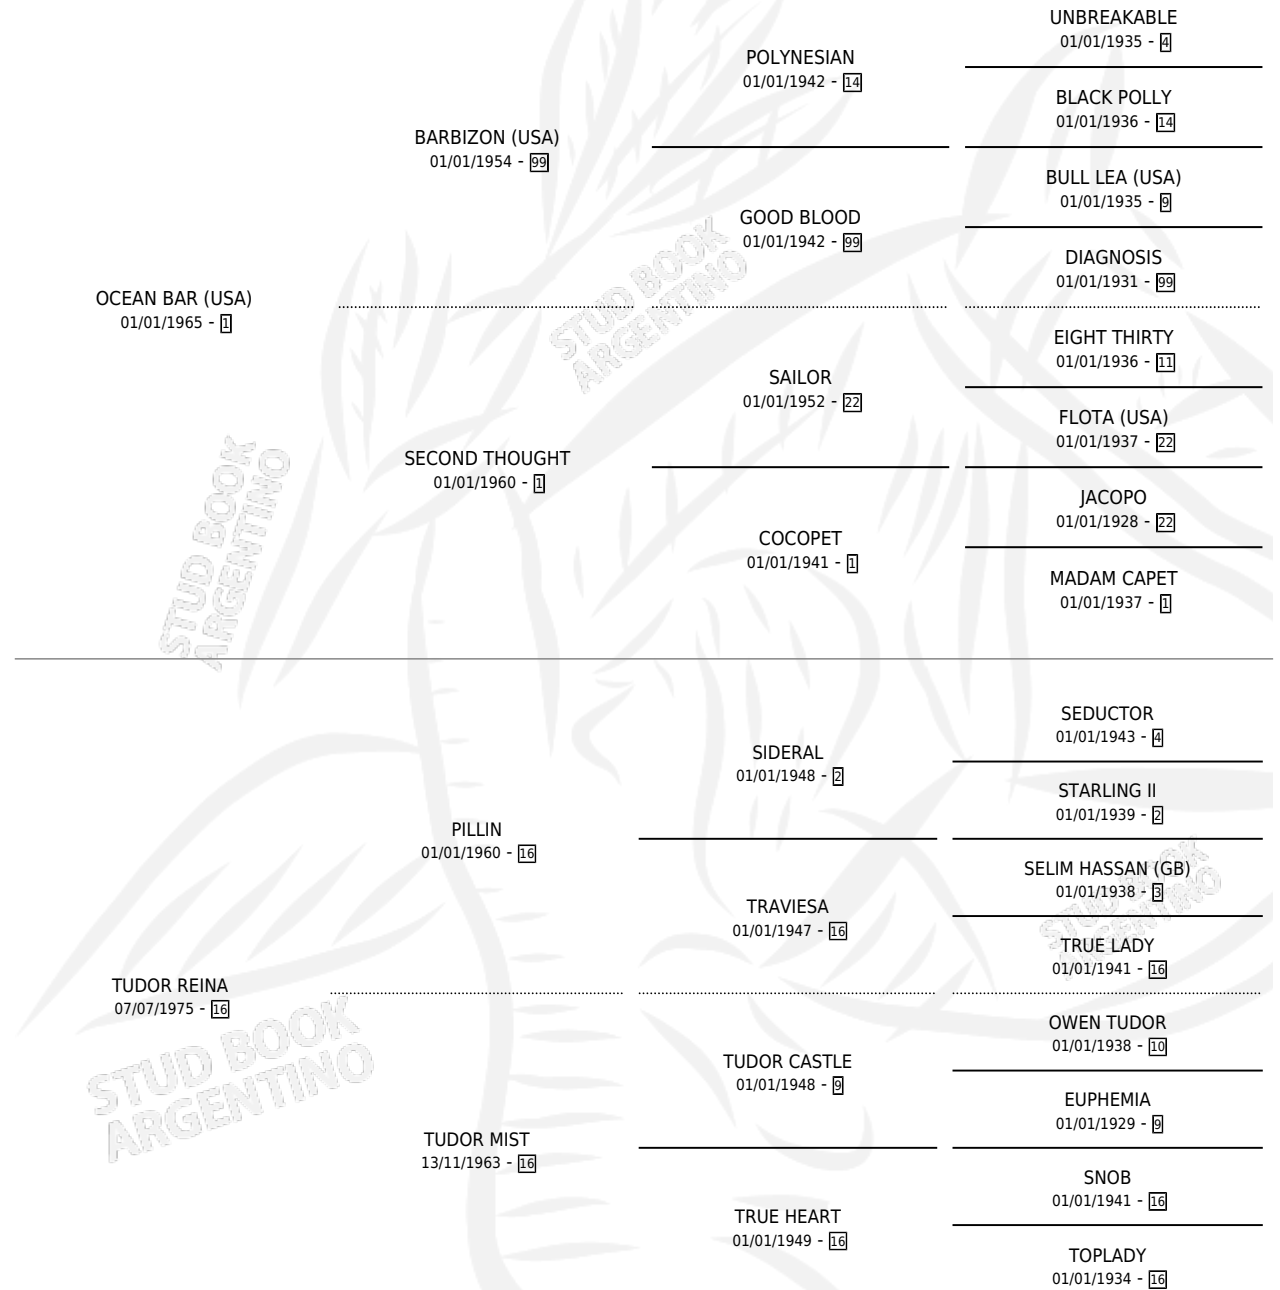 UNBREAKABLE
01/01/1935 - 4
POLYNESIAN
01/01/1942 - 14
BLACK POLLY
01/01/1936 - 14
BARBIZON (USA)
01/01/1954 - 99
BULL LEA (USA)
01/01/1935 - 9
GOOD BLOOD
01/01/1942 - 99
DIAGNOSIS
01/01/1931 - 99
OCEAN BAR (USA)
01/01/1965 - 1
EIGHT THIRTY
01/01/1936 - 11
SAILOR
01/01/1952 - 22
FLOTA (USA)
01/01/1937 - 22
SECOND THOUGHT
01/01/1960 - 1
JACOPO
01/01/1928 - 22
COCOPET
01/01/1941 - 1
MADAM CAPET
01/01/1937 - 1
SEDUCTOR
01/01/1943 - 4
SIDERAL
01/01/1948 - 2
STARLING II
01/01/1939 - 2
PILLIN
01/01/1960 - 16
SELIM HASSAN (GB)
01/01/1938 - 3
TRAVIESA
01/01/1947 - 16
TRUE LADY
01/01/1941 - 16
TUDOR REINA
07/07/1975 - 16
OWEN TUDOR
01/01/1938 - 10
TUDOR CASTLE
01/01/1948 - 9
EUPHEMIA
01/01/1929 - 9
TUDOR MIST
13/11/1963 - 16
SNOB
01/01/1941 - 16
TRUE HEART
01/01/1949 - 16
TOPLADY
01/01/1934 - 16
STUD BOOK
ARGENTINO
STUD BOOK
ARGENTINO
STUD BOOK
ARGENTINO
STUD BOOK
ARGENTINO